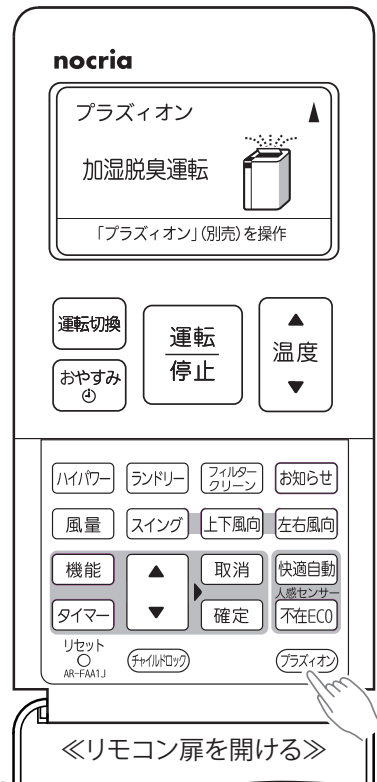 nocria
プラズィオン
加湿脱臭運転
「プラズィオン」(別売)を操作
運転切換
運転
停止
温度
おやすみ
ハイパワー ランドリー フィルター
クリーン お知らせ
風量 スイング 上下風向 左右風向
機能 取消 快適自動
人感センサー
タイマー 確定 不在ECO
リセット
AR-FAA1J
チャイルドロック プラズィオン
≪リモコン扉を開ける≫